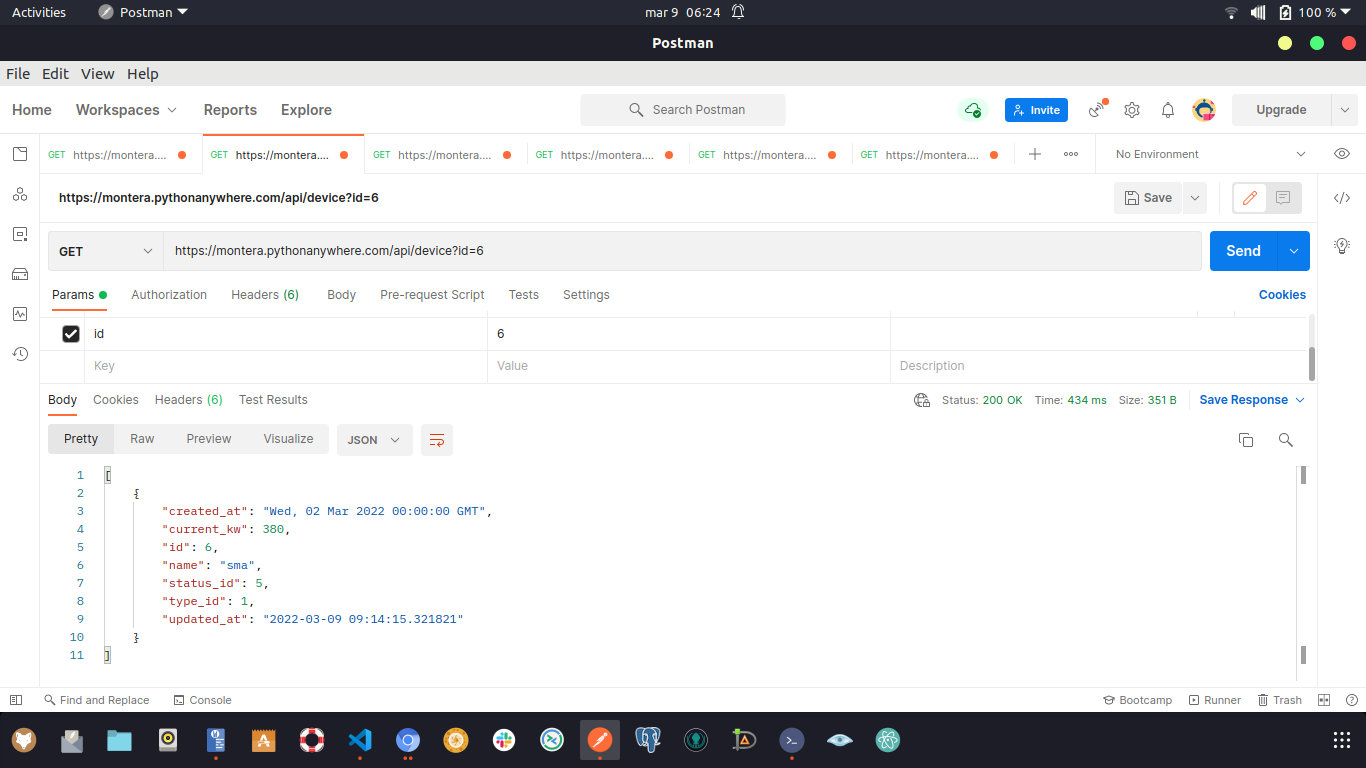 Activities Postman mar 9 06:24 100 %
Postman
File Edit View Help
Home Workspaces Reports Explore Search Postman Invite Upgrade
GET https://montera.... GET https://montera.... GET https://montera.... GET https://montera.... GET https://montera.... GET https://montera.... No Environment
https://montera.pythonanywhere.com/api/device?id=6 Save
GET https://montera.pythonanywhere.com/api/device?id=6 Send
Params Authorization Headers (6) Body Pre-request Script Tests Settings Cookies
id 6
Key Value Description
Body Cookies Headers (6) Test Results Status: 200 OK Time: 434 ms Size: 351 B Save Response
Pretty Raw Preview Visualize JSON
1 [
2 {
3 "created_at": "Wed, 02 Mar 2022 00:00:00 GMT",
4 "current_kw": 380,
5 "id": 6,
6 "name": "sma",
7 "status_id": 5,
8 "type_id": 1,
9 "updated_at": "2022-03-09 09:14:15.321821"
10 }
11 ]
Find and Replace Console Bootcamp Runner Trash